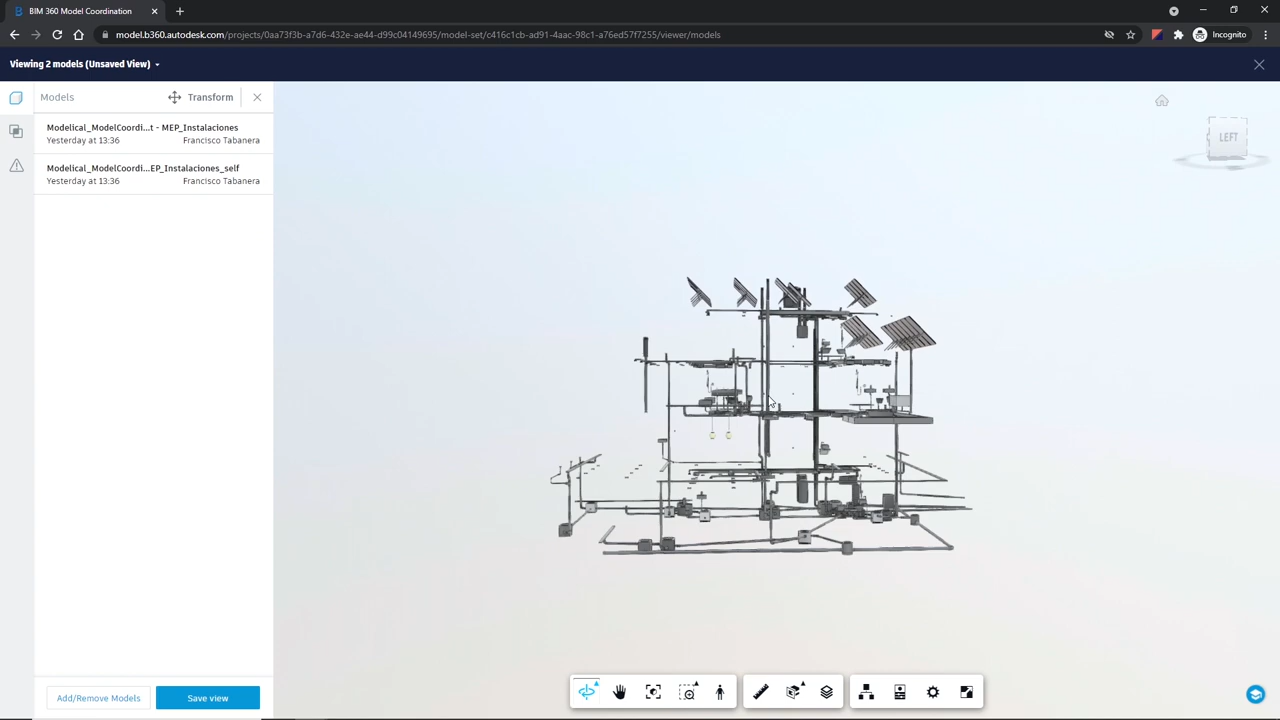 BIM 360 Model Coordination
model.b360.autodesk.com/projects/0aa73f3b-a7d6-432e-ae44-d99c04149695/model-set/c416c1cb-ad91-4aac-98c1-a76ed57f7255/viewer/models
Incognito
Viewing 2 models (Unsaved View)
Models
Transform
Modelical_ModelCoordi...t - MEP_Instalaciones
Yesterday at 13:36 Francisco Tabanera
Modelical_ModelCoordi...EP_Instalaciones_self
Yesterday at 13:36 Francisco Tabanera
LEFT
Add/Remove Models
Save view